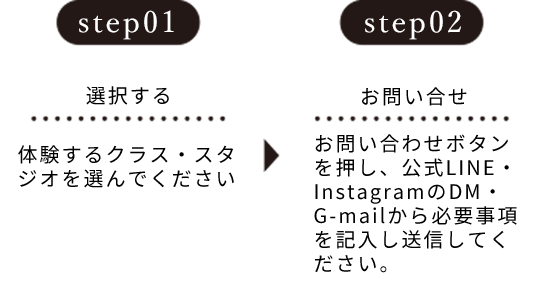 step01
選択する
体験するクラス・スタ
ジオを選んでください
step02
お問い合せ
お問い合わせボタン
を押し、公式LINE・
InstagramのDM・
G-mailから必要事項
を記入し送信してく
ださい。